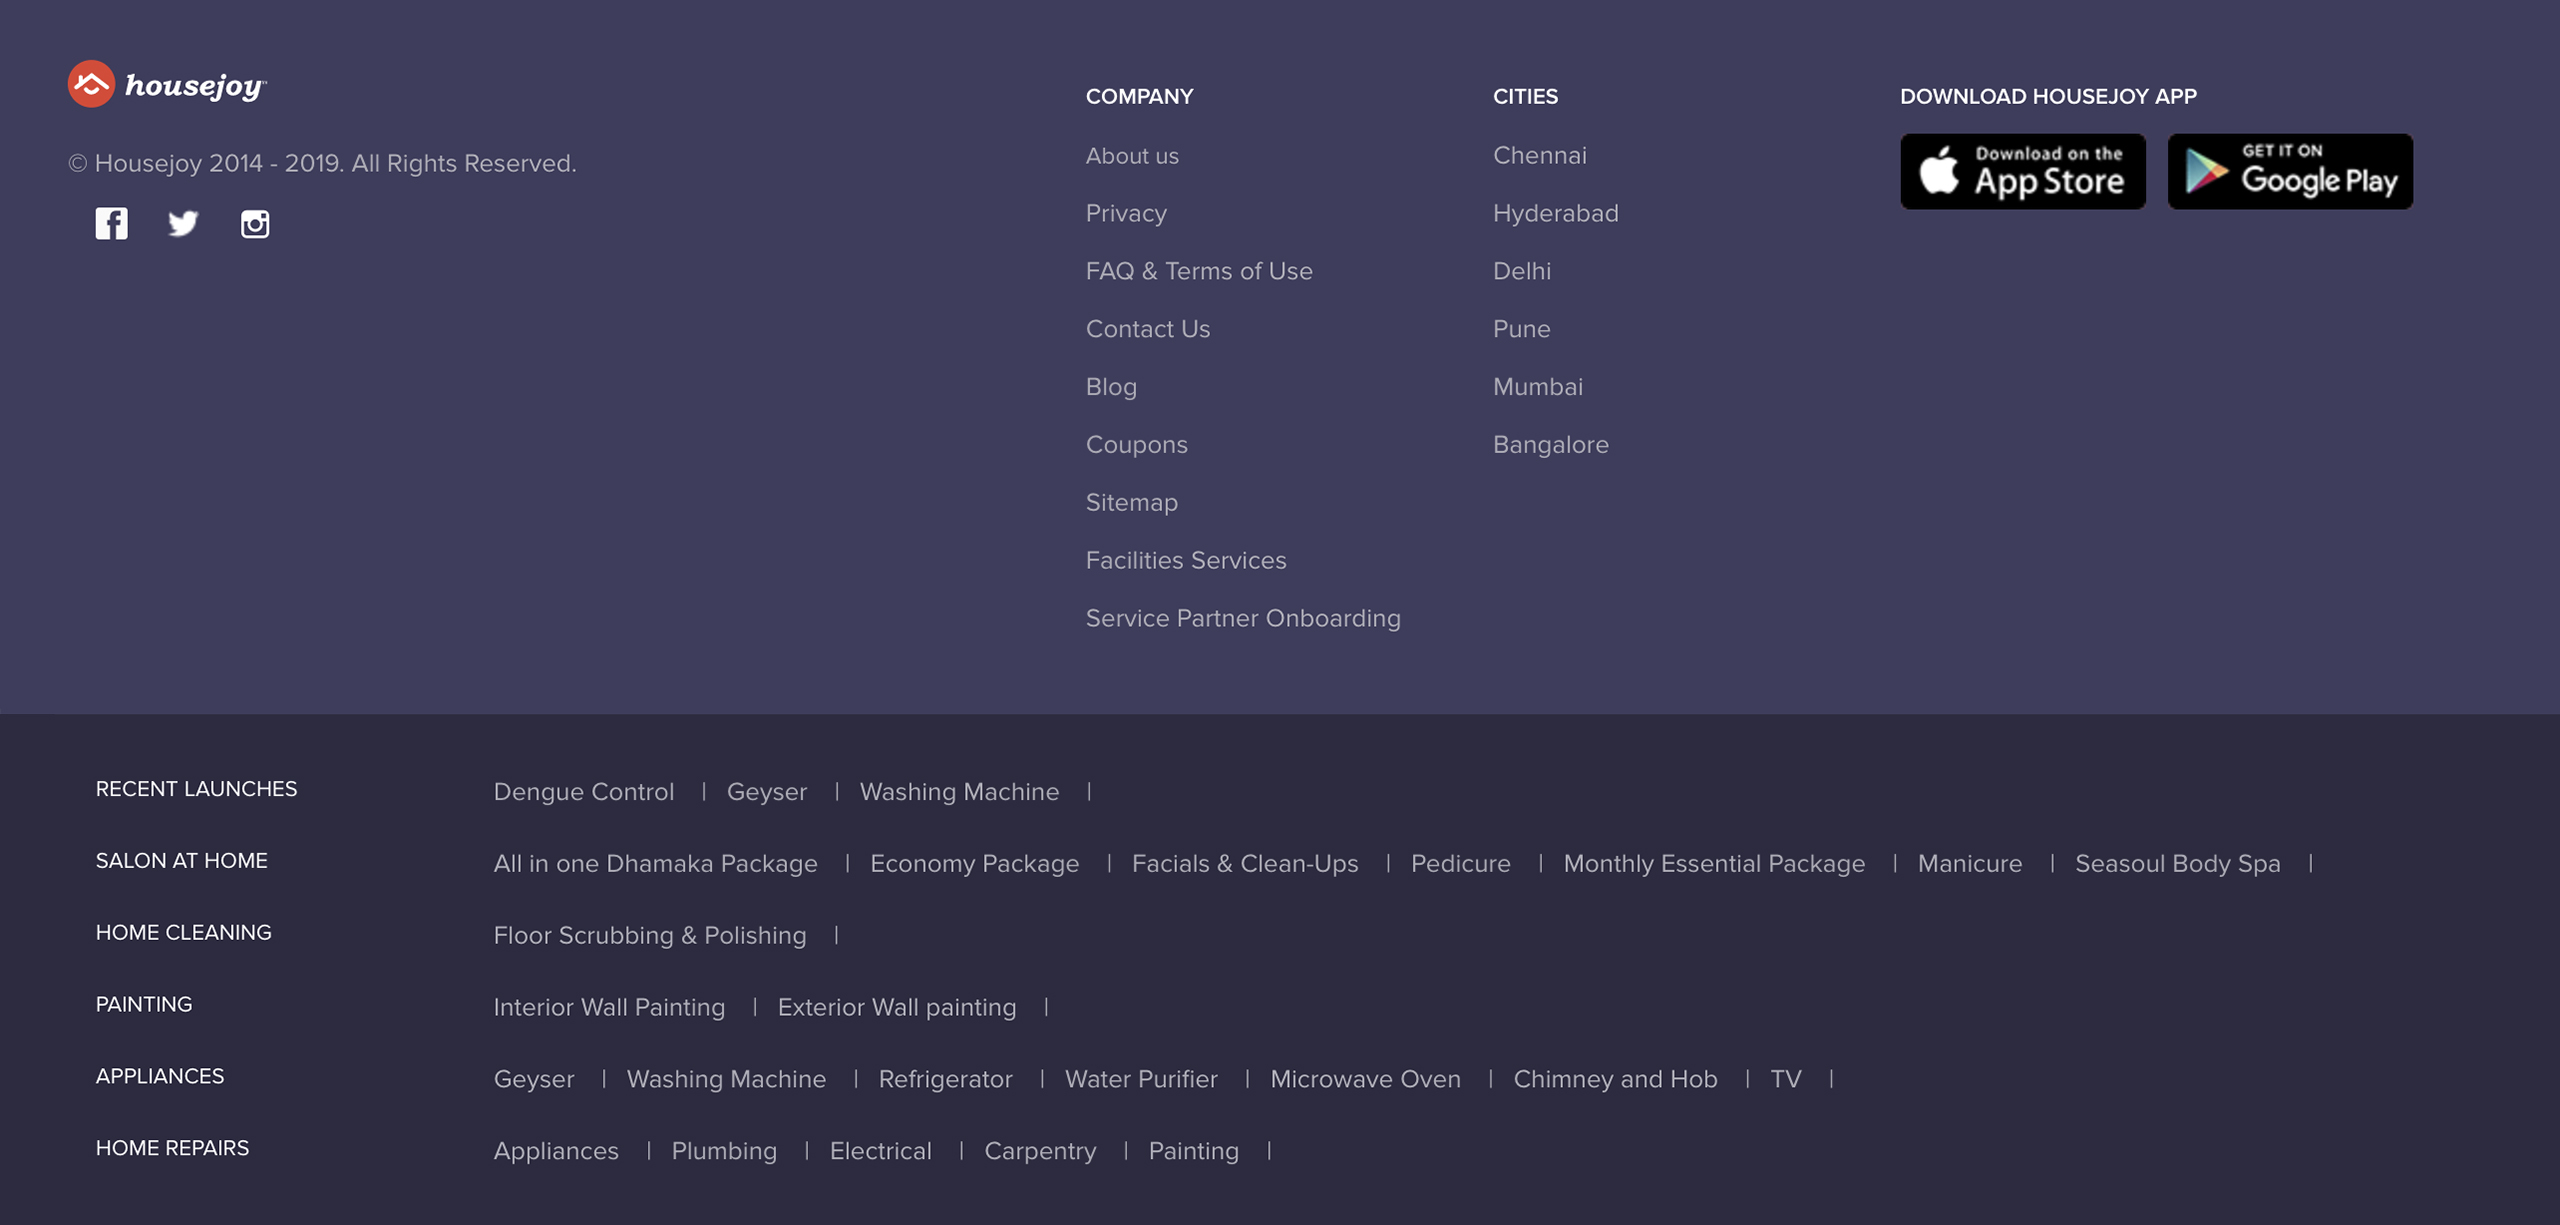 housejoy
© Housejoy 2014 - 2019. All Rights Reserved.
COMPANY
About us
Privacy
FAQ & Terms of Use
Contact Us
Blog
Coupons
Sitemap
Facilities Services
Service Partner Onboarding
CITIES
Chennai
Hyderabad
Delhi
Pune
Mumbai
Bangalore
DOWNLOAD HOUSEJOY APP
Download on the
App Store
GET IT ON
Google Play
RECENT LAUNCHES Dengue Control | Geyser | Washing Machine |
SALON AT HOME All in one Dhamaka Package | Economy Package | Facials & Clean-Ups | Pedicure | Monthly Essential Package | Manicure | Seasoul Body Spa |
HOME CLEANING Floor Scrubbing & Polishing |
PAINTING Interior Wall Painting | Exterior Wall painting |
APPLIANCES Geyser | Washing Machine | Refrigerator | Water Purifier | Microwave Oven | Chimney and Hob | TV |
HOME REPAIRS Appliances | Plumbing | Electrical | Carpentry | Painting |